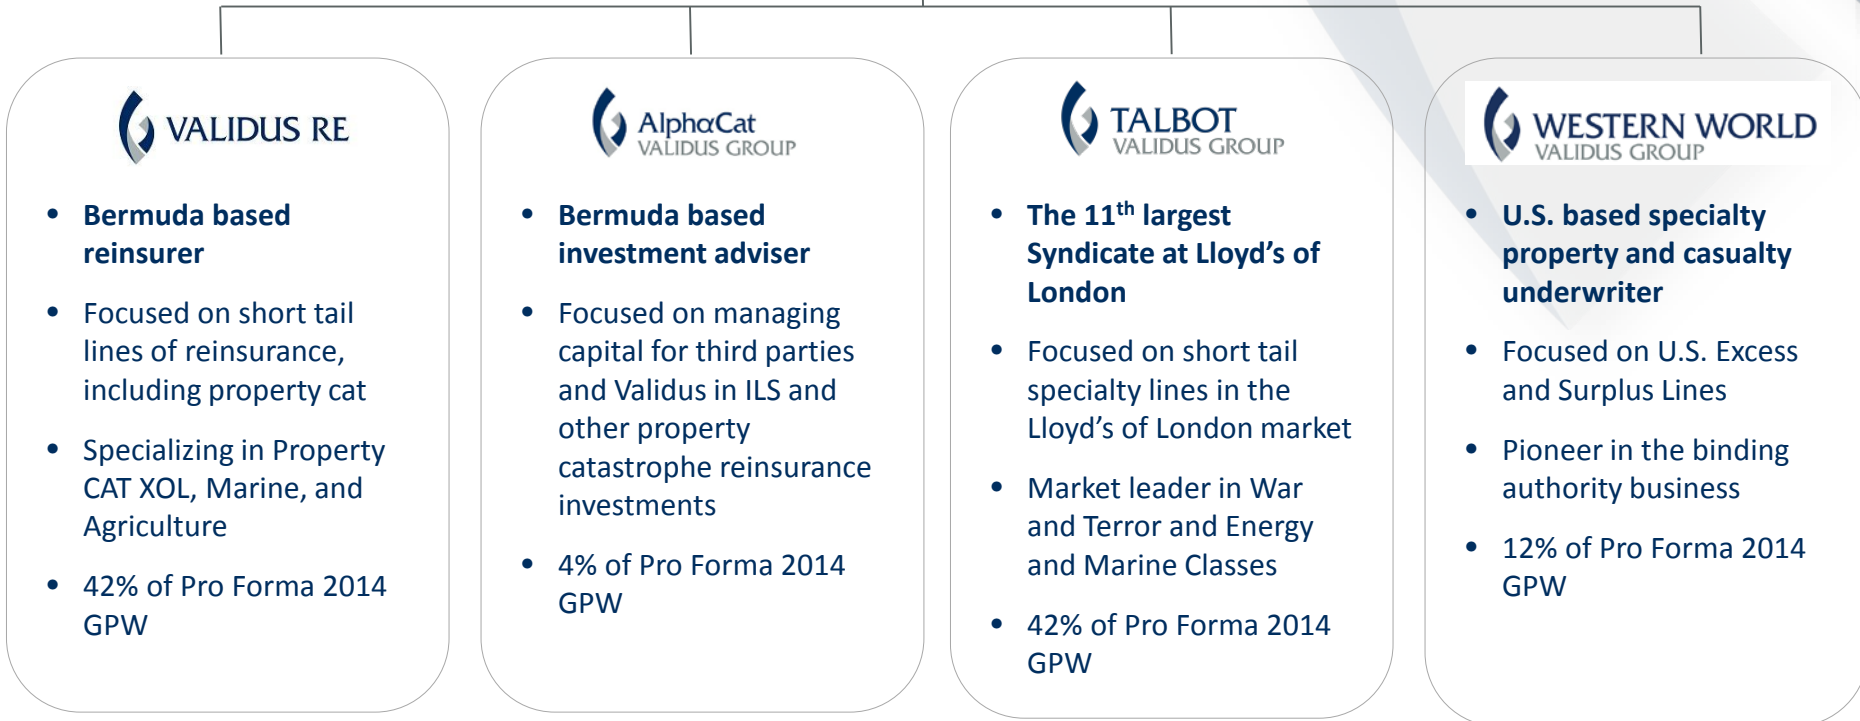 VALIDUS RE
• Bermuda based
reinsurer
• Focused on short tail
lines of reinsurance,
including property cat
• Specializing in Property
CAT XOL, Marine, and
Agriculture
• 42% of Pro Forma 2014
GPW
AlphαCat
VALIDUS GROUP
• Bermuda based
investment adviser
• Focused on managing
capital for third parties
and Validus in ILS and
other property
catastrophe reinsurance
investments
• 4% of Pro Forma 2014
GPW
TALBOT
VALIDUS GROUP
• The 11th largest
Syndicate at Lloyd’s of
London
• Focused on short tail
specialty lines in the
Lloyd’s of London market
• Market leader in War
and Terror and Energy
and Marine Classes
• 42% of Pro Forma 2014
GPW
WESTERN WORLD
VALIDUS GROUP
• U.S. based specialty
property and casualty
underwriter
• Focused on U.S. Excess
and Surplus Lines
• Pioneer in the binding
authority business
• 12% of Pro Forma 2014
GPW